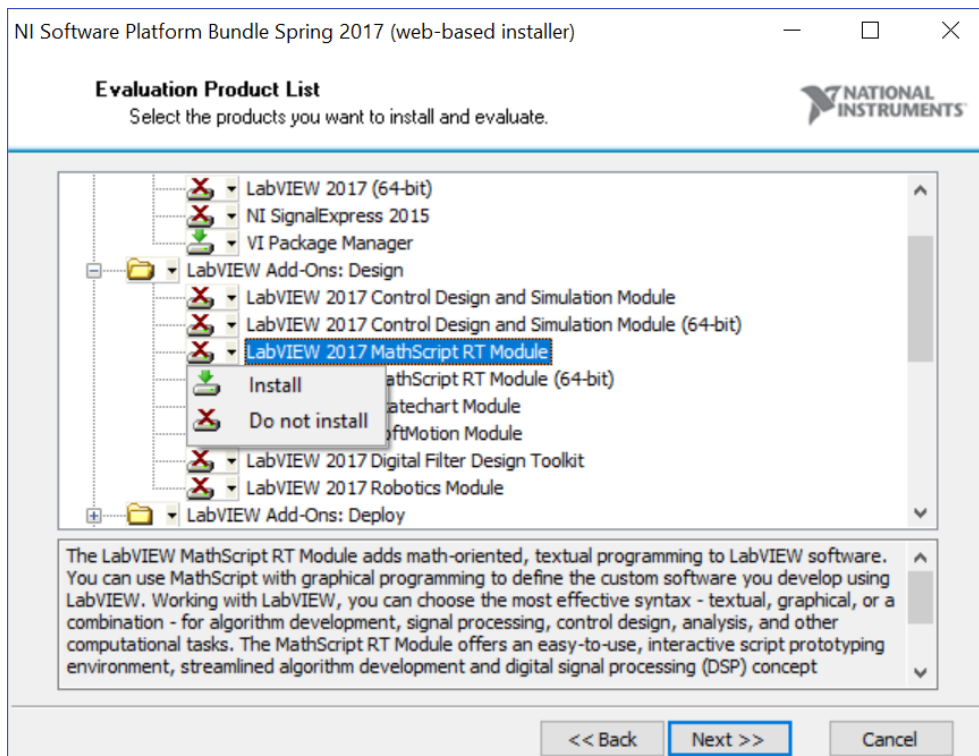 NI Software Platform Bundle Spring 2017 (web-based installer)
Evaluation Product List
Select the products you want to install and evaluate.
NATIONAL
INSTRUMENTS
LabVIEW 2017 (64-bit)
NI SignalExpress 2015
VI Package Manager
LabVIEW Add-Ons: Design
LabVIEW 2017 Control Design and Simulation Module
LabVIEW 2017 Control Design and Simulation Module (64-bit)
LabVIEW 2017 MathScript RT Module
Install
athScript RT Module (64-bit)
Do not install
atechart Module
oftMotion Module
LabVIEW 2017 Digital Filter Design Toolkit
LabVIEW 2017 Robotics Module
LabVIEW Add-Ons: Deploy
The LabVIEW MathScript RT Module adds math-oriented, textual programming to LabVIEW software.
You can use MathScript with graphical programming to define the custom software you develop using
LabVIEW. Working with LabVIEW, you can choose the most effective syntax - textual, graphical, or a
combination - for algorithm development, signal processing, control design, analysis, and other
computational tasks. The MathScript RT Module offers an easy-to-use, interactive script prototyping
environment, streamlined algorithm development and digital signal processing (DSP) concept
<< Back
Next >>
Cancel